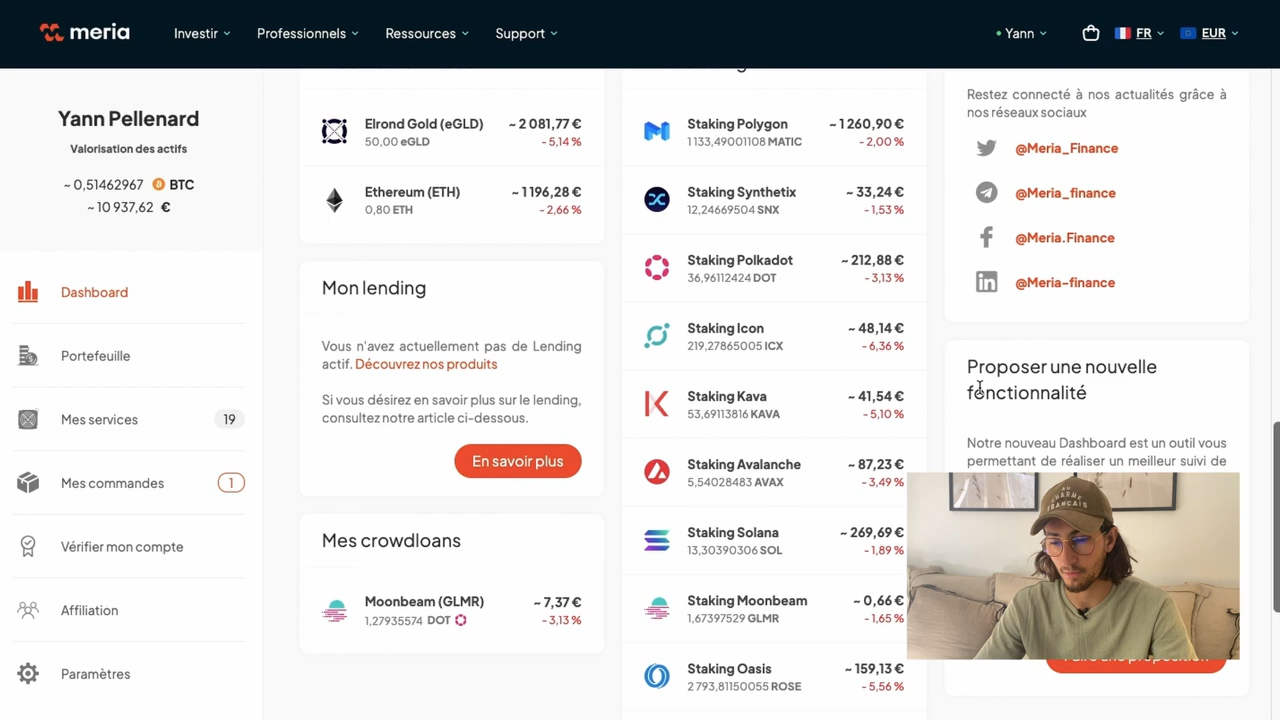 meria
Investir
Professionnels
Ressources
Support
Yann
FR
EUR
Yann Pellenard
Valorisation des actifs
~ 0,51462967 BTC
~ 10 937,62 €
Dashboard
Portefeuille
Mes services 19
Mes commandes 1
Vérifier mon compte
Affiliation
Paramètres
Elrond Gold (eGLD) ~ 2 081,77 €
50,00 eGLD - 5,14 %
Ethereum (ETH) ~ 1 196,28 €
0,80 ETH - 2,66 %
Mon lending
Vous n'avez actuellement pas de Lending
actif. Découvrez nos produits
Si vous désirez en savoir plus sur le lending,
consultez notre article ci-dessous.
En savoir plus
Mes crowdloans
Moonbeam (GLMR) ~ 7,37 €
1,27935574 DOT - 3,13 %
Staking Polygon ~ 1 260,90 €
1 133,49001108 MATIC - 2,00 %
Staking Synthetix ~ 33,24 €
12,24669504 SNX - 1,53 %
Staking Polkadot ~ 212,88 €
36,96112424 DOT - 3,13 %
Staking Icon ~ 48,14 €
219,27865005 ICX - 6,36 %
Staking Kava ~ 41,54 €
53,69113816 KAVA - 5,10 %
Staking Avalanche ~ 87,23 €
5,54028483 AVAX - 3,49 %
Staking Solana ~ 269,69 €
13,30390306 SOL - 1,89 %
Staking Moonbeam ~ 0,66 €
1,67397529 GLMR - 1,65 %
Staking Oasis ~ 159,13 €
2 793,81150055 ROSE - 5,56 %
Restez connecté à nos actualités grâce à
nos réseaux sociaux
@Meria_Finance
@Meria_finance
@Meria.Finance
@Meria-finance
Proposer une nouvelle
fonctionnalité
Notre nouveau Dashboard est un outil vous
permettant de réaliser un meilleur suivi de
AU
CHARME
FRANÇAIS